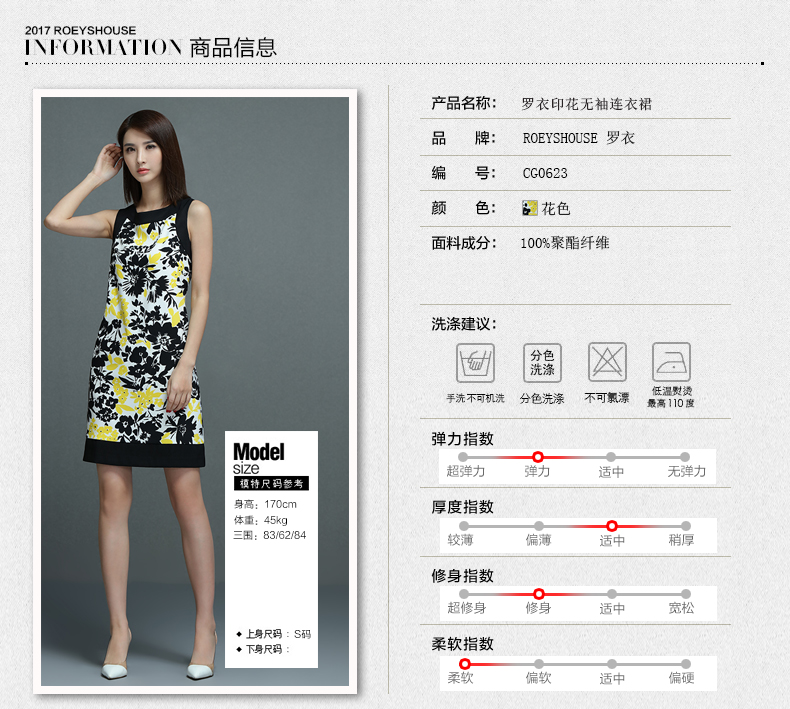 2017 ROEYSHOUSE
INFORMATION 商品信息
Model
size
模特尺码参考
身高：170cm
体重：45kg
三围：83/62/84
◆ 上身尺码 ：S码
◆ 下身尺码 ：
产品名称： 罗衣印花无袖连衣裙
品 牌： ROEYSHOUSE 罗衣
编 号： CG0623
颜 色： 花色
面料成分： 100%聚酯纤维
洗涤建议：
分色
洗涤
手洗不可机洗 分色洗涤 不可氯漂 低温熨烫
最高110度
弹力指数
超弹力 弹力 适中 无弹力
厚度指数
较薄 偏薄 适中 稍厚
修身指数
超修身 修身 适中 宽松
柔软指数
柔软 偏软 适中 偏硬